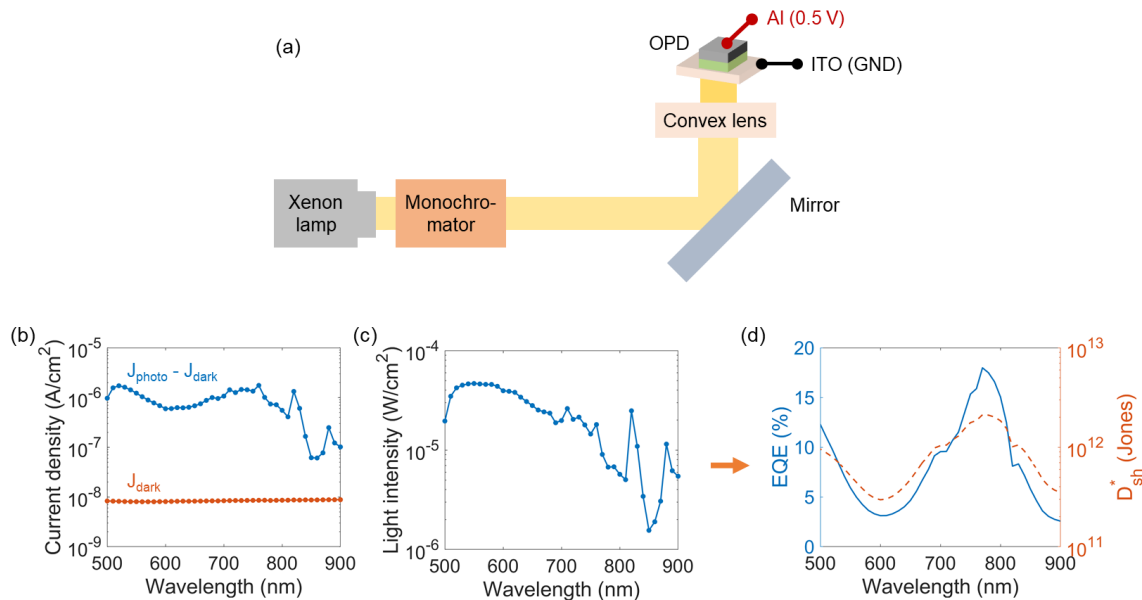 (a)
Al (0.5 V)
OPD
ITO (GND)
Convex lens
Xenon
lamp
Monochro-
mator
Mirror
(b)
10^-5
10^-6
10^-7
10^-8
10^-9
Current density (A/cm^2)
J_photo - J_dark
J_dark
500 600 700 800 900
Wavelength (nm)
(c)
10^-4
10^-5
10^-6
Light intensity (W/cm^2)
500 600 700 800 900
Wavelength (nm)
(d)
20
15
10
5
0
EQE (%)
10^13
10^12
10^11
D*_sh (Jones)
500 600 700 800 900
Wavelength (nm)